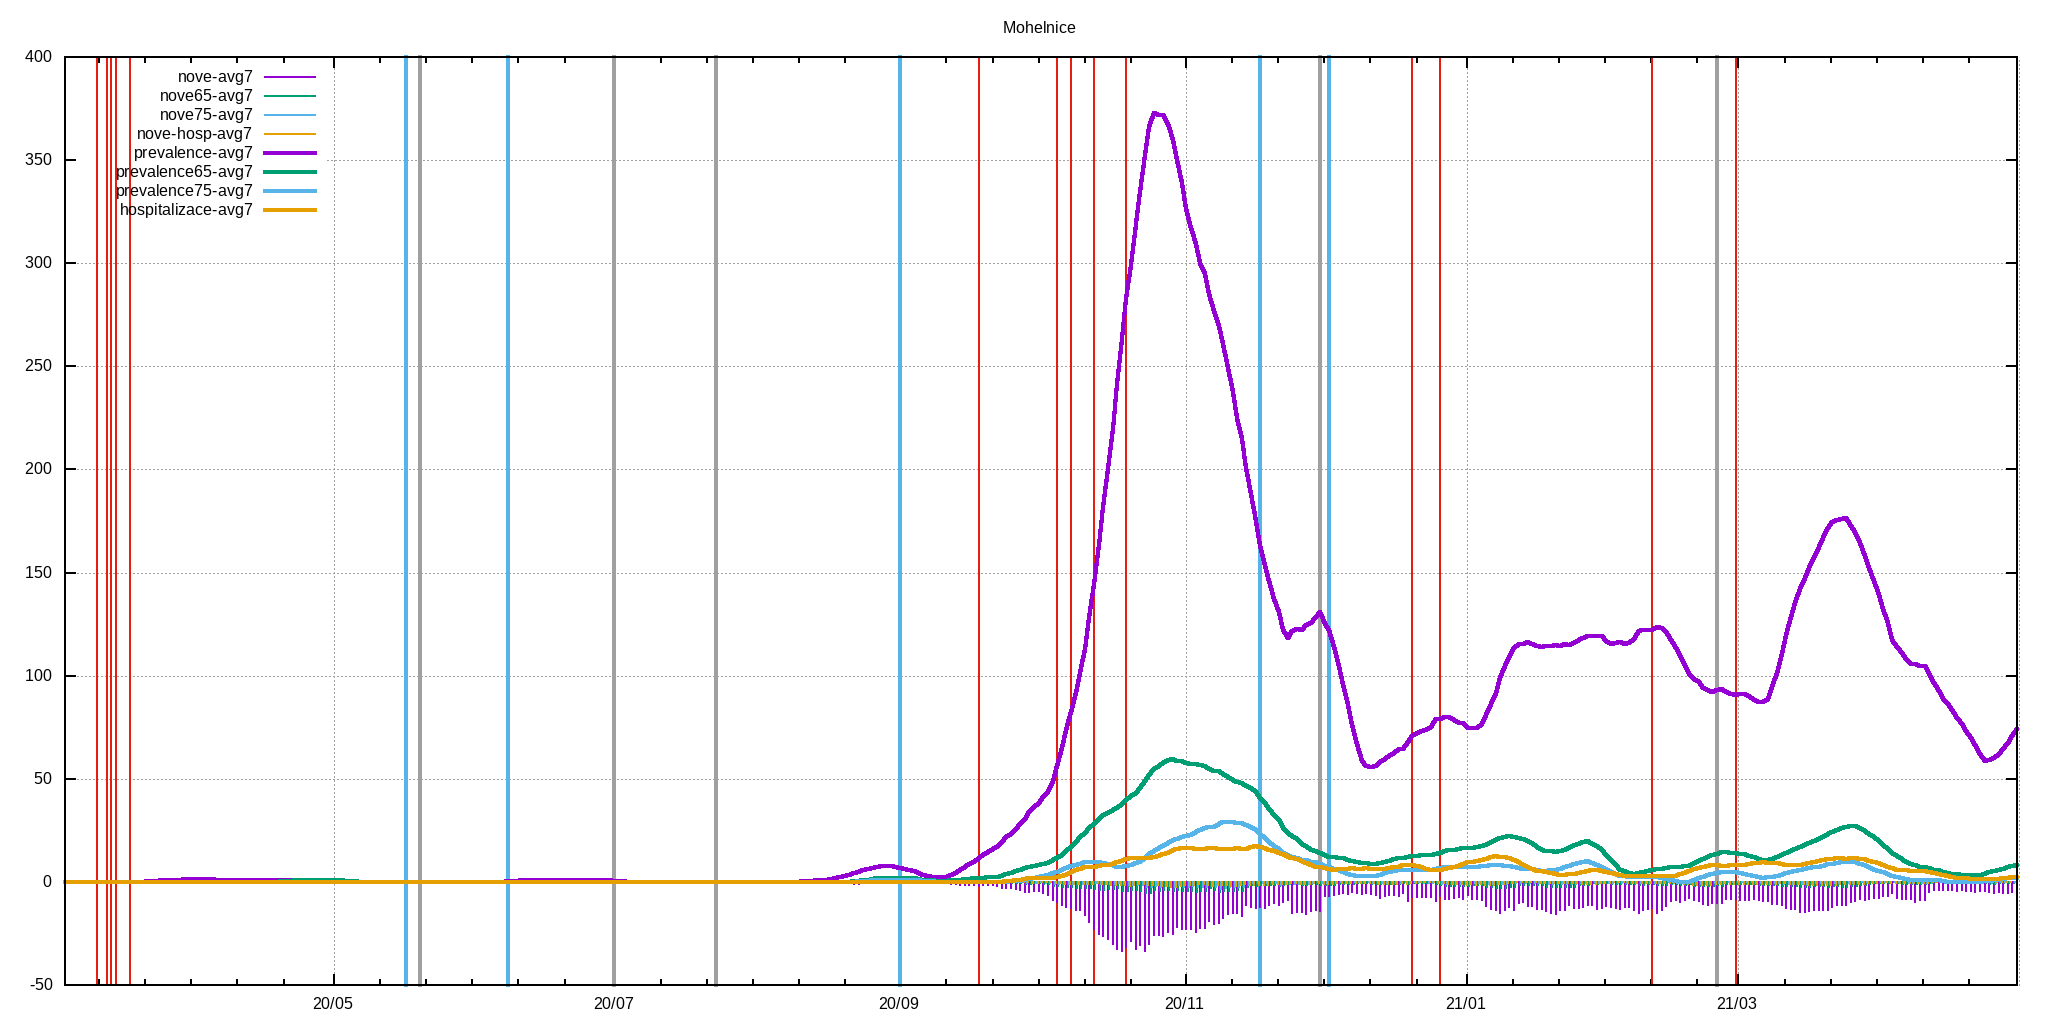 Mohelnice
400
350
300
250
200
150
100
50
0
-50
nove-avg7
nove65-avg7
nove75-avg7
nove-hosp-avg7
prevalence-avg7
prevalence65-avg7
prevalence75-avg7
hospitalizace-avg7
20/05 20/07 20/09 20/11 21/01 21/03